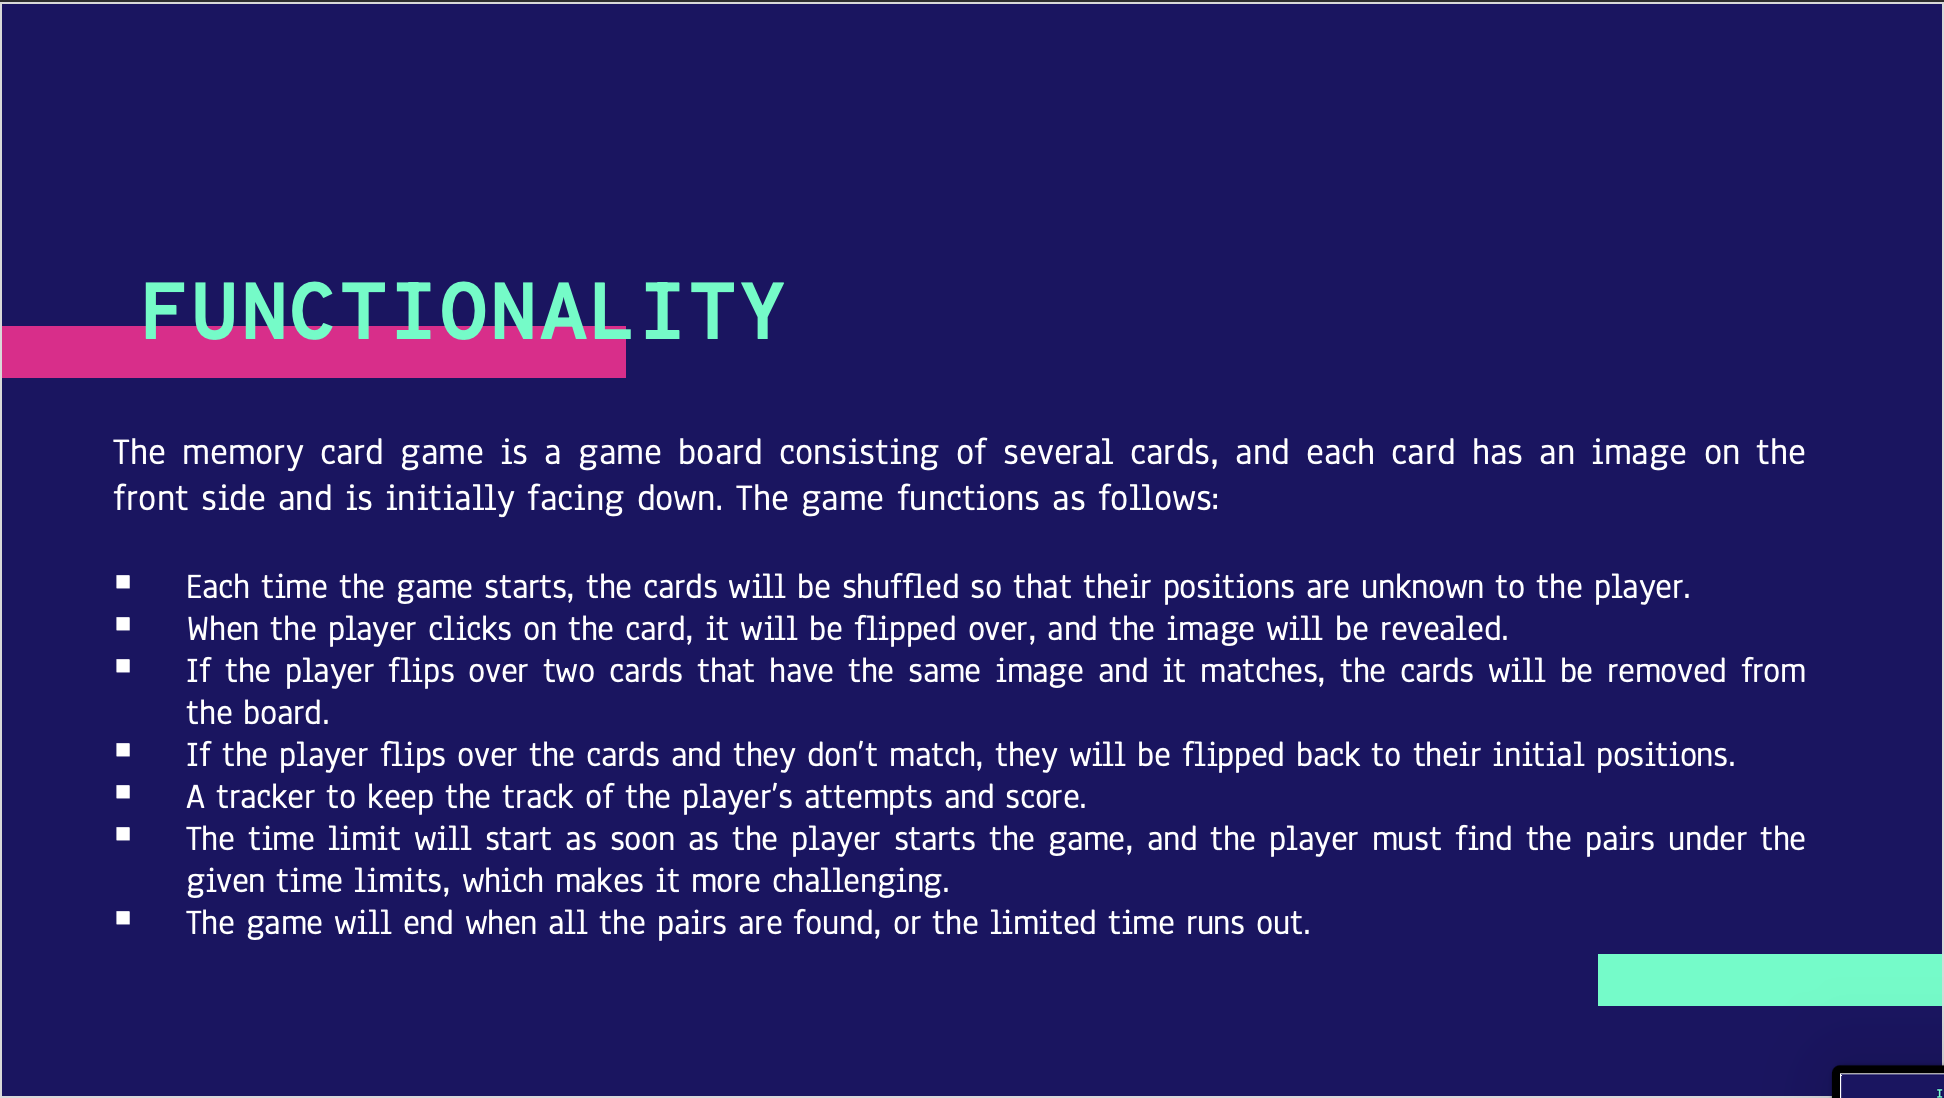 FUNCTIONALITY
The memory card game is a game board consisting of several cards, and each card has an image on the
front side and is initially facing down. The game functions as follows:
Each time the game starts, the cards will be shuffled so that their positions are unknown to the player.
When the player clicks on the card, it will be flipped over, and the image will be revealed.
If the player flips over two cards that have the same image and it matches, the cards will be removed from
the board.
If the player flips over the cards and they don't match, they will be flipped back to their initial positions.
A tracker to keep the track of the player's attempts and score.
The time limit will start as soon as the player starts the game, and the player must find the pairs under the
given time limits, which makes it more challenging.
The game will end when all the pairs are found, or the limited time runs out.